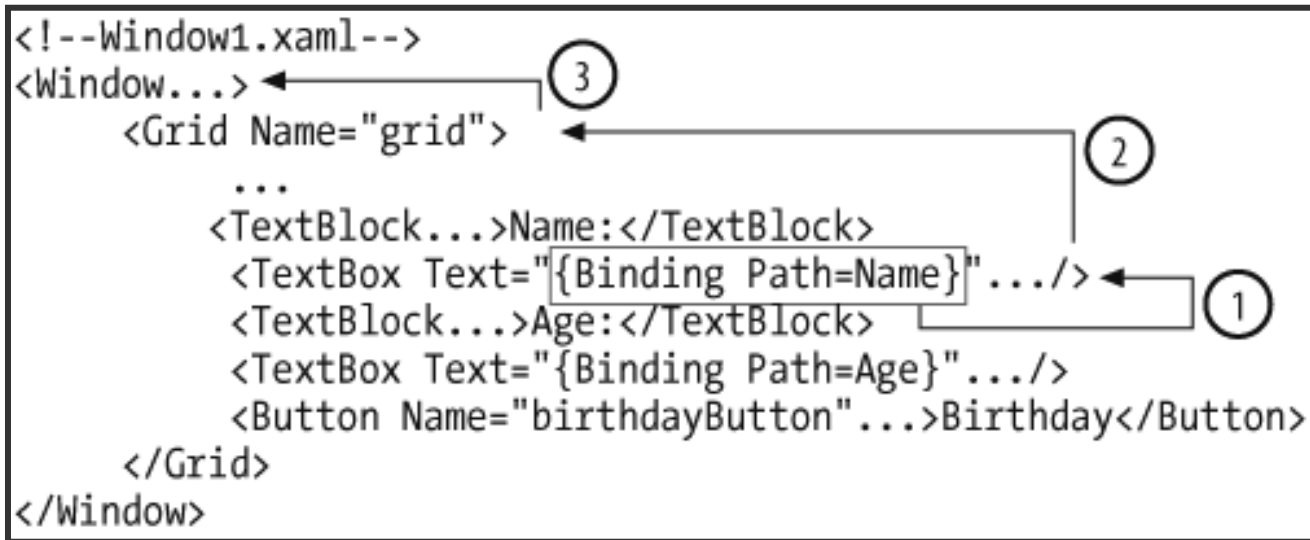 <!--Window1.xaml-->
<Window...>
3
<Grid Name="grid">
2
...
<TextBlock...>Name:</TextBlock>
<TextBox Text="{Binding Path=Name}".../>
1
<TextBlock...>Age:</TextBlock>
<TextBox Text="{Binding Path=Age}".../>
<Button Name="birthdayButton"...>Birthday</Button>
</Grid>
</Window>